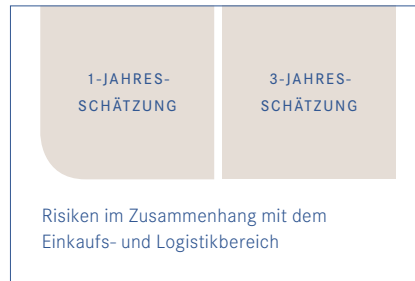 1-JAHRES-
SCHÄTZUNG
3-JAHRES-
SCHÄTZUNG
Risiken im Zusammenhang mit dem
Einkaufs- und Logistikbereich